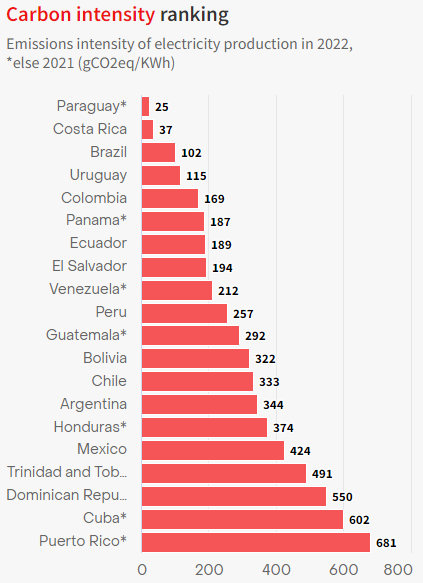 Carbon intensity ranking
Emissions intensity of electricity production in 2022,
*else 2021 (gCO2eq/KWh)
Paraguay* 25
Costa Rica 37
Brazil 102
Uruguay 115
Colombia 169
Panama* 187
Ecuador 189
El Salvador 194
Venezuela* 212
Peru 257
Guatemala* 292
Bolivia 322
Chile 333
Argentina 344
Honduras* 374
Mexico 424
Trinidad and Tob... 491
Dominican Repu... 550
Cuba* 602
Puerto Rico* 681
0 200 400 600 800